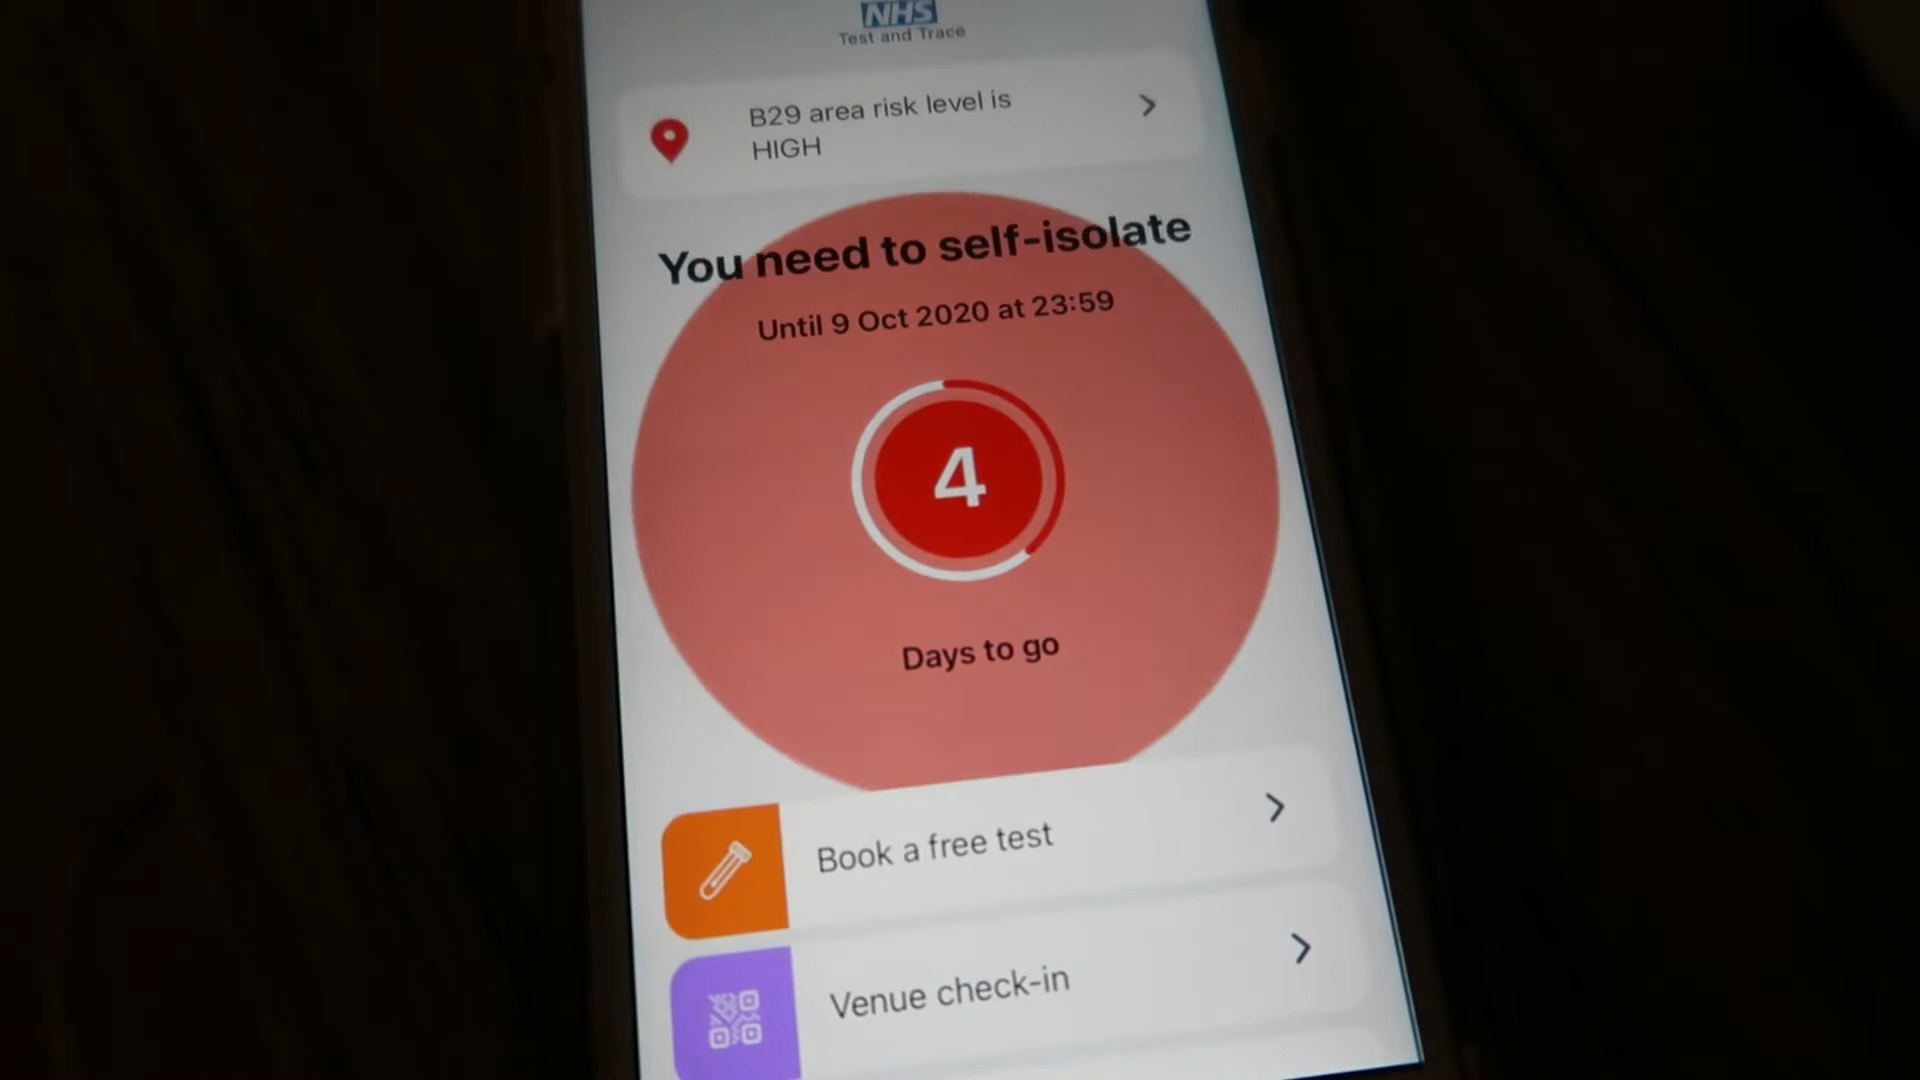 NHS
Test and Trace
B29 area risk level is
HIGH
You need to self-isolate
Until 9 Oct 2020 at 23:59
4
Days to go
Book a free test
Venue check-in